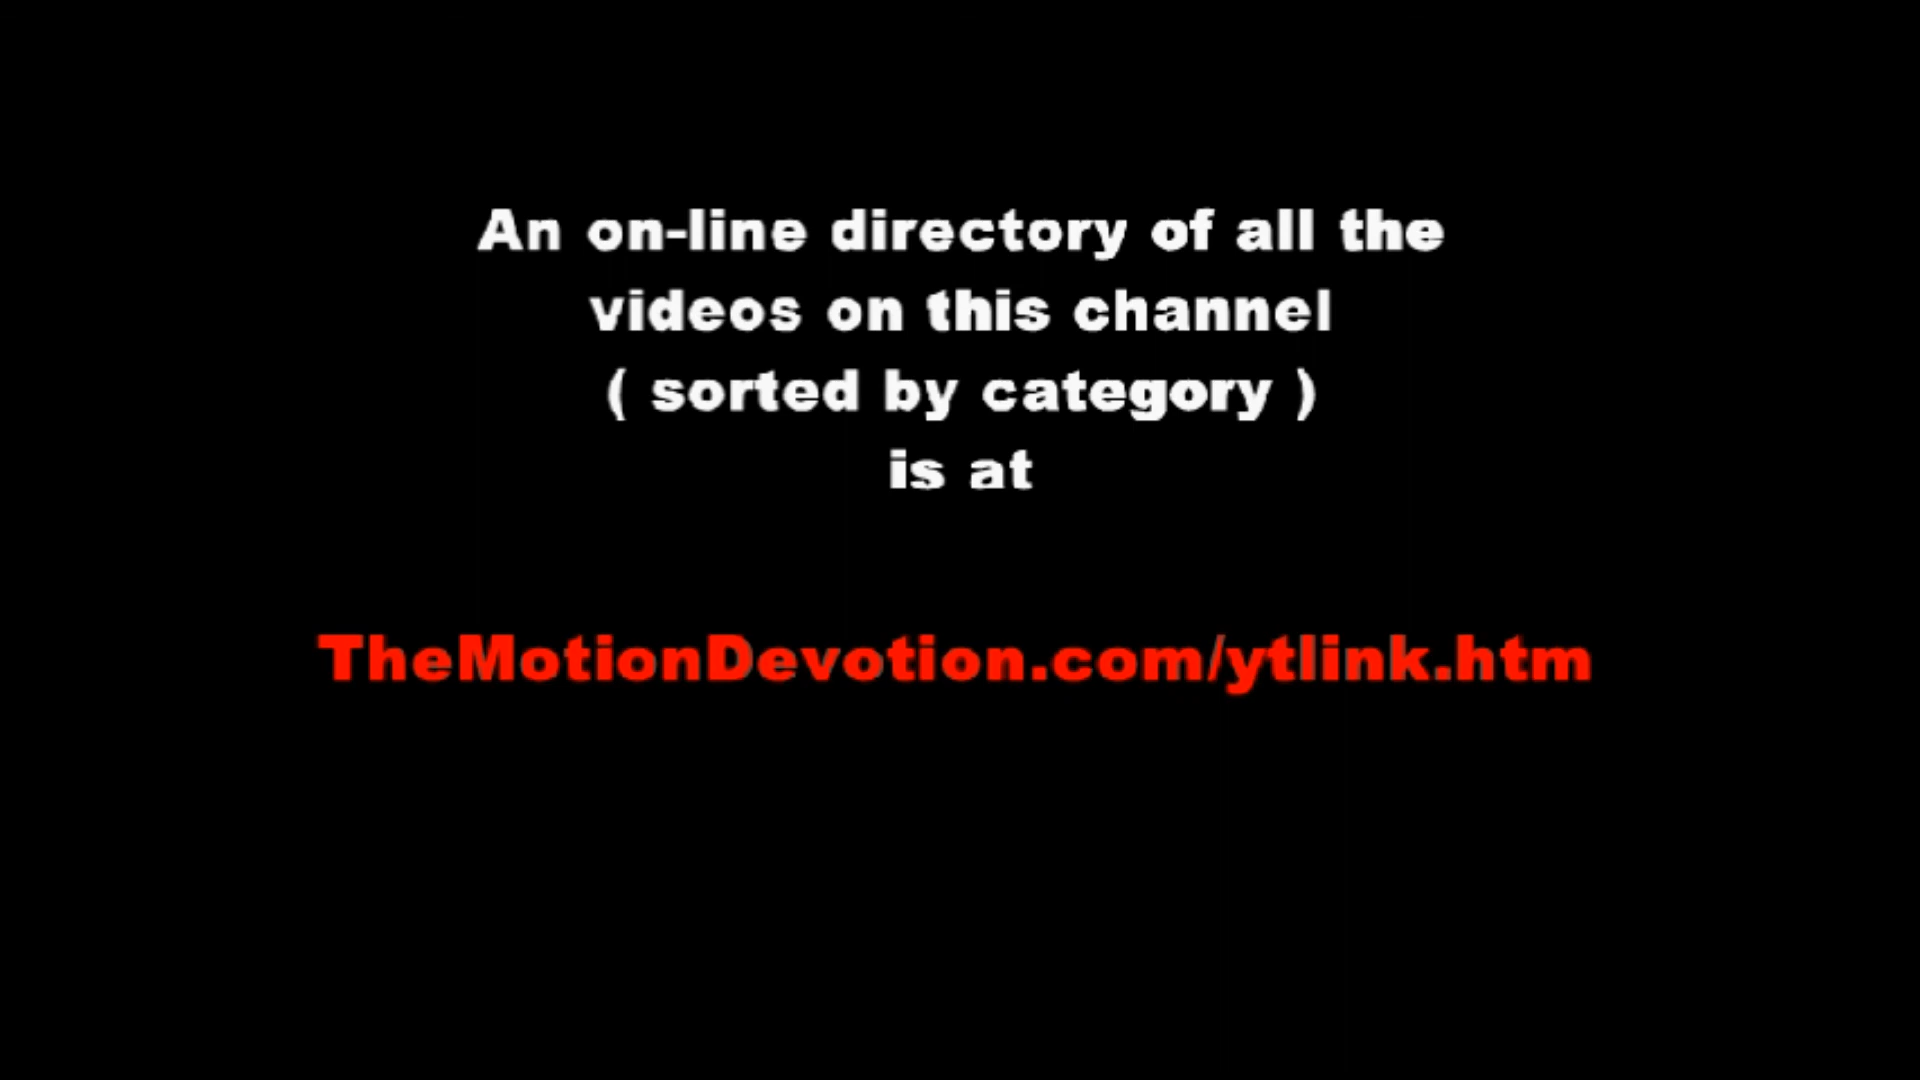 An on-line directory of all the
videos on this channel
( sorted by category )
is at
TheMotionDevotion.com/ytlink.htm